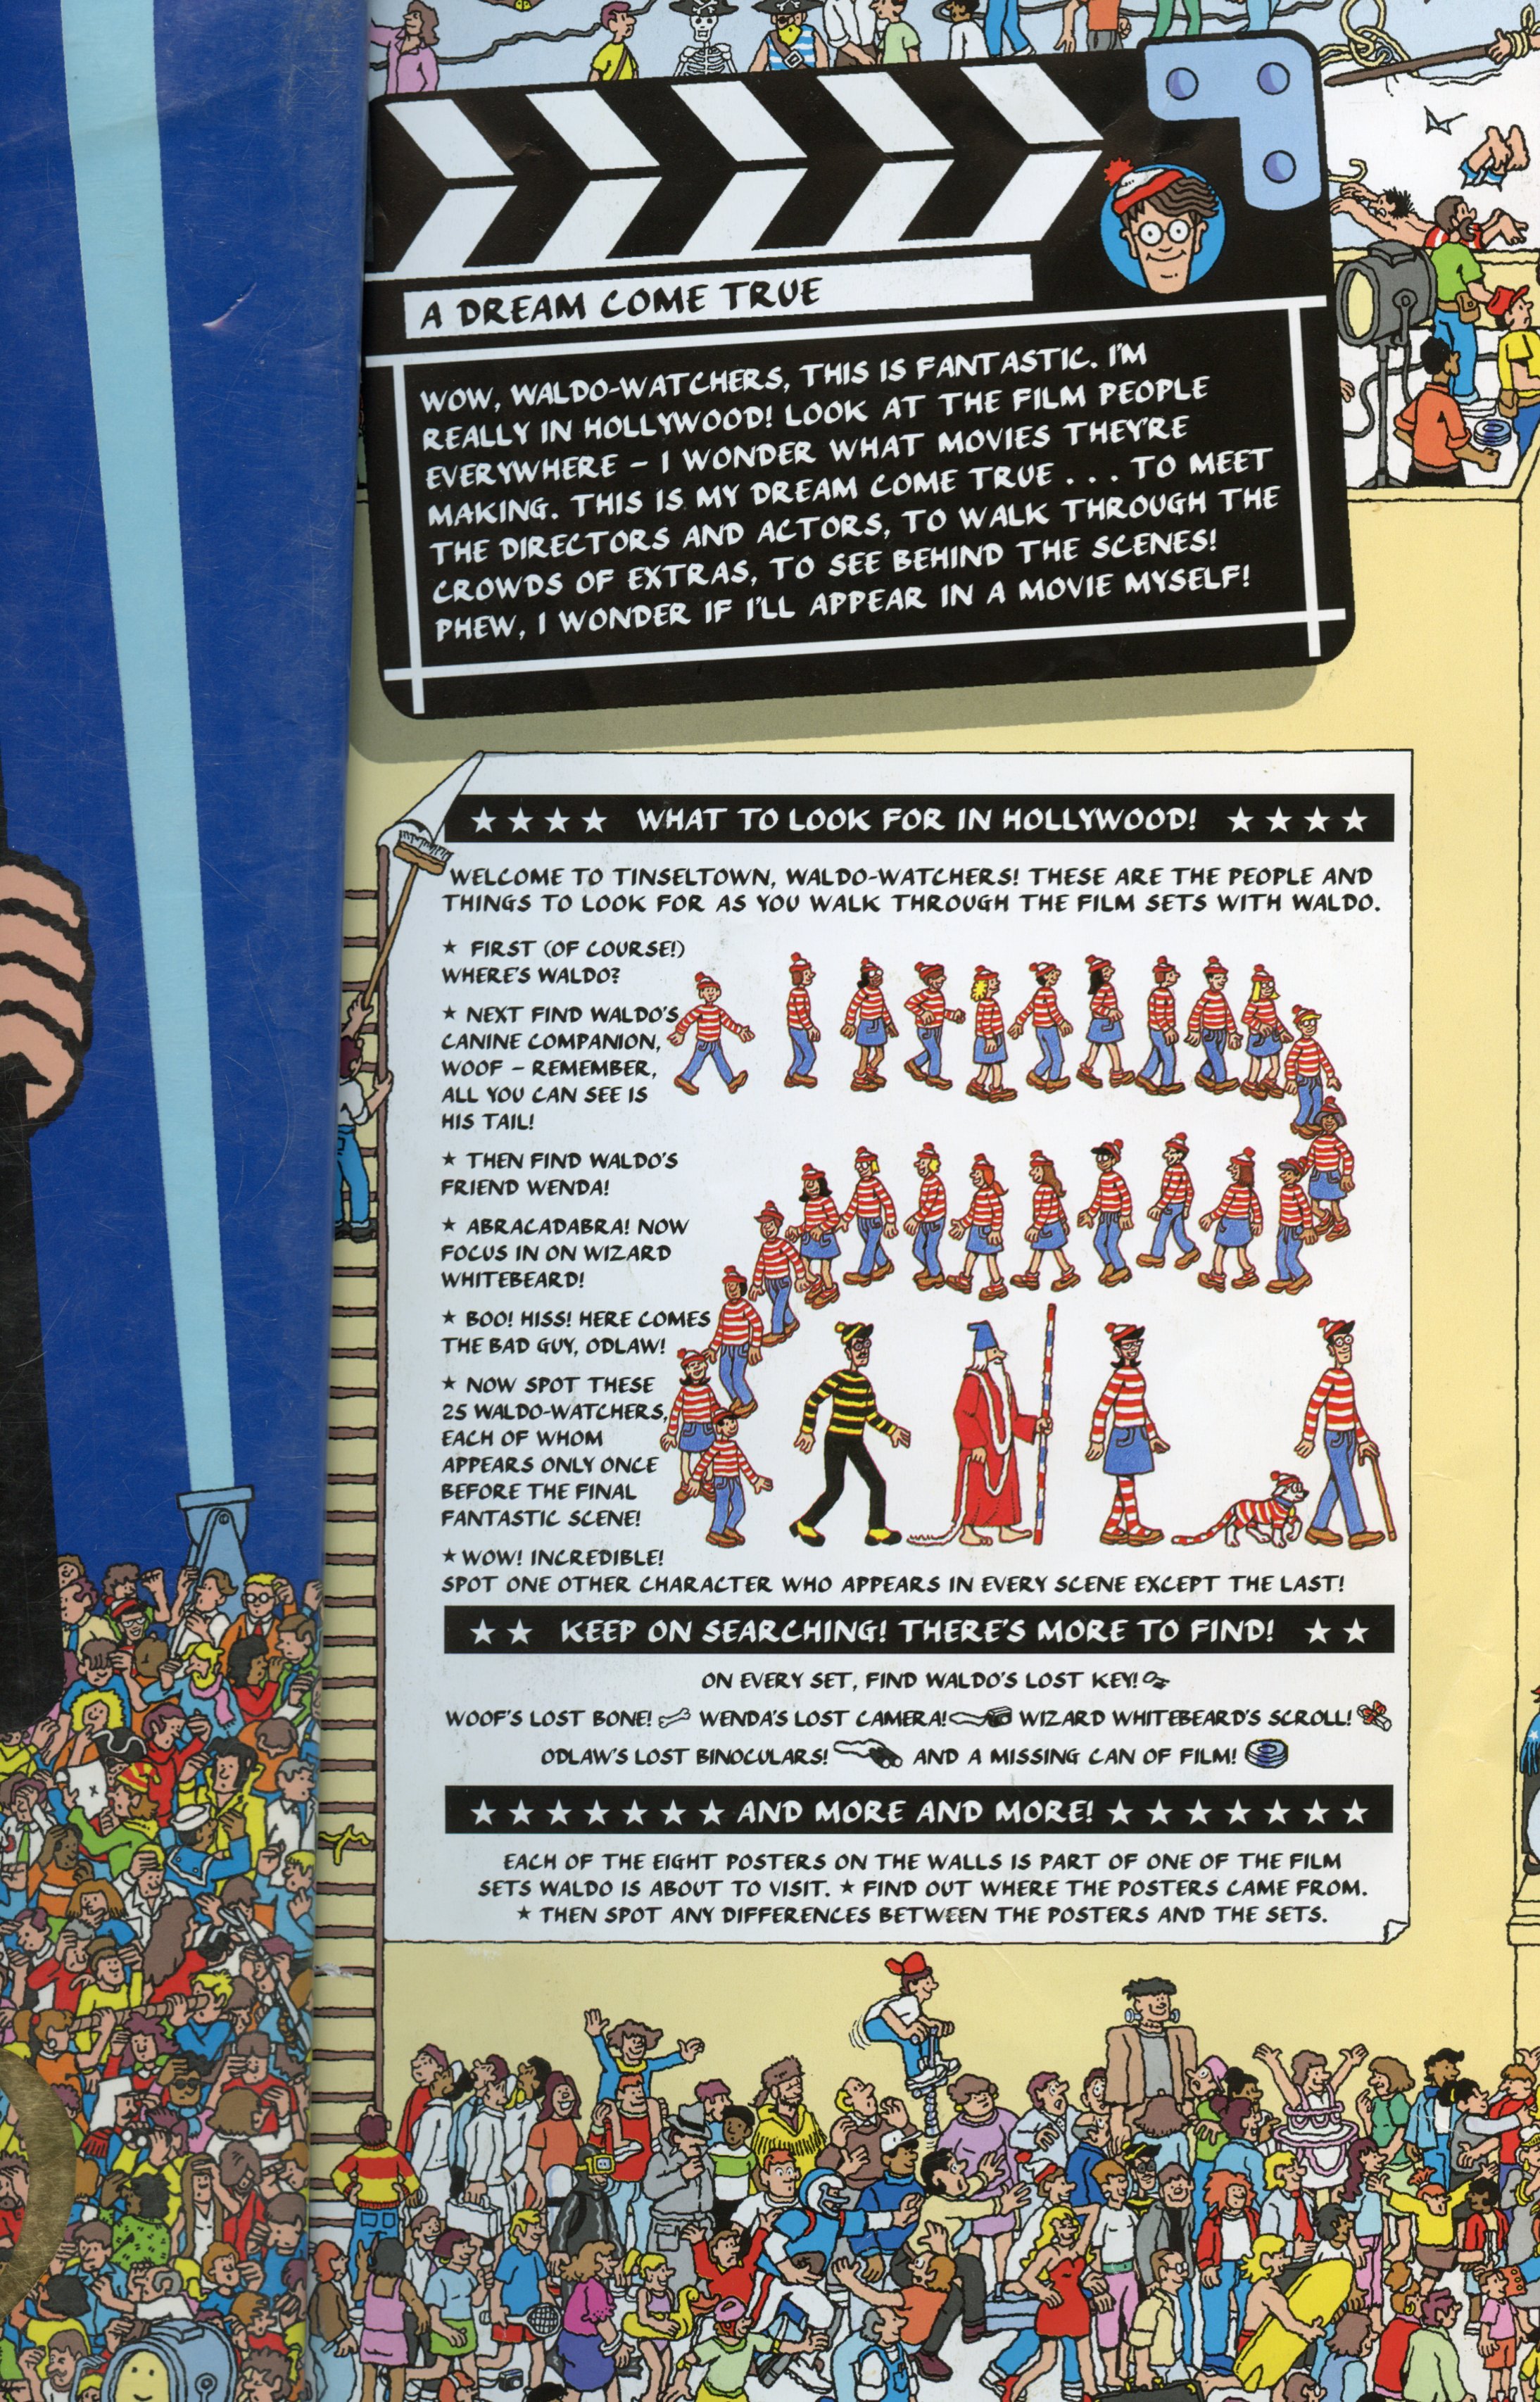 A DREAM COME TRUE
WOW, WALDO-WATCHERS, THIS IS FANTASTIC. I'M
REALLY IN HOLLYWOOD! LOOK AT THE FILM PEOPLE
EVERYWHERE – I WONDER WHAT MOVIES THEY'RE
MAKING. THIS IS MY DREAM COME TRUE . . . TO MEET
THE DIRECTORS AND ACTORS, TO WALK THROUGH THE
CROWDS OF EXTRAS, TO SEE BEHIND THE SCENES!
PHEW, I WONDER IF I'LL APPEAR IN A MOVIE MYSELF!
★ ★ ★ ★ WHAT TO LOOK FOR IN HOLLYWOOD! ★ ★ ★ ★
WELCOME TO TINSELTOWN, WALDO-WATCHERS! THESE ARE THE PEOPLE AND
THINGS TO LOOK FOR AS YOU WALK THROUGH THE FILM SETS WITH WALDO.
★ FIRST (OF COURSE!)
WHERE'S WALDO?
★ NEXT FIND WALDO'S
CANINE COMPANION,
WOOF – REMEMBER,
ALL YOU CAN SEE IS
HIS TAIL!
★ THEN FIND WALDO'S
FRIEND WENDA!
★ ABRACADABRA! NOW
FOCUS IN ON WIZARD
WHITEBEARD!
★ BOO! HISS! HERE COMES
THE BAD GUY, ODLAW!
★ NOW SPOT THESE
25 WALDO-WATCHERS,
EACH OF WHOM
APPEARS ONLY ONCE
BEFORE THE FINAL
FANTASTIC SCENE!
★ WOW! INCREDIBLE!
SPOT ONE OTHER CHARACTER WHO APPEARS IN EVERY SCENE EXCEPT THE LAST!
★ ★ KEEP ON SEARCHING! THERE'S MORE TO FIND! ★ ★
ON EVERY SET, FIND WALDO'S LOST KEY!
WOOF'S LOST BONE! WENDA'S LOST CAMERA! WIZARD WHITEBEARD'S SCROLL!
ODLAW'S LOST BINOCULARS! AND A MISSING CAN OF FILM!
★ ★ ★ ★ ★ ★ ★ AND MORE AND MORE! ★ ★ ★ ★ ★ ★ ★
EACH OF THE EIGHT POSTERS ON THE WALLS IS PART OF ONE OF THE FILM
SETS WALDO IS ABOUT TO VISIT. ★ FIND OUT WHERE THE POSTERS CAME FROM.
★ THEN SPOT ANY DIFFERENCES BETWEEN THE POSTERS AND THE SETS.
X